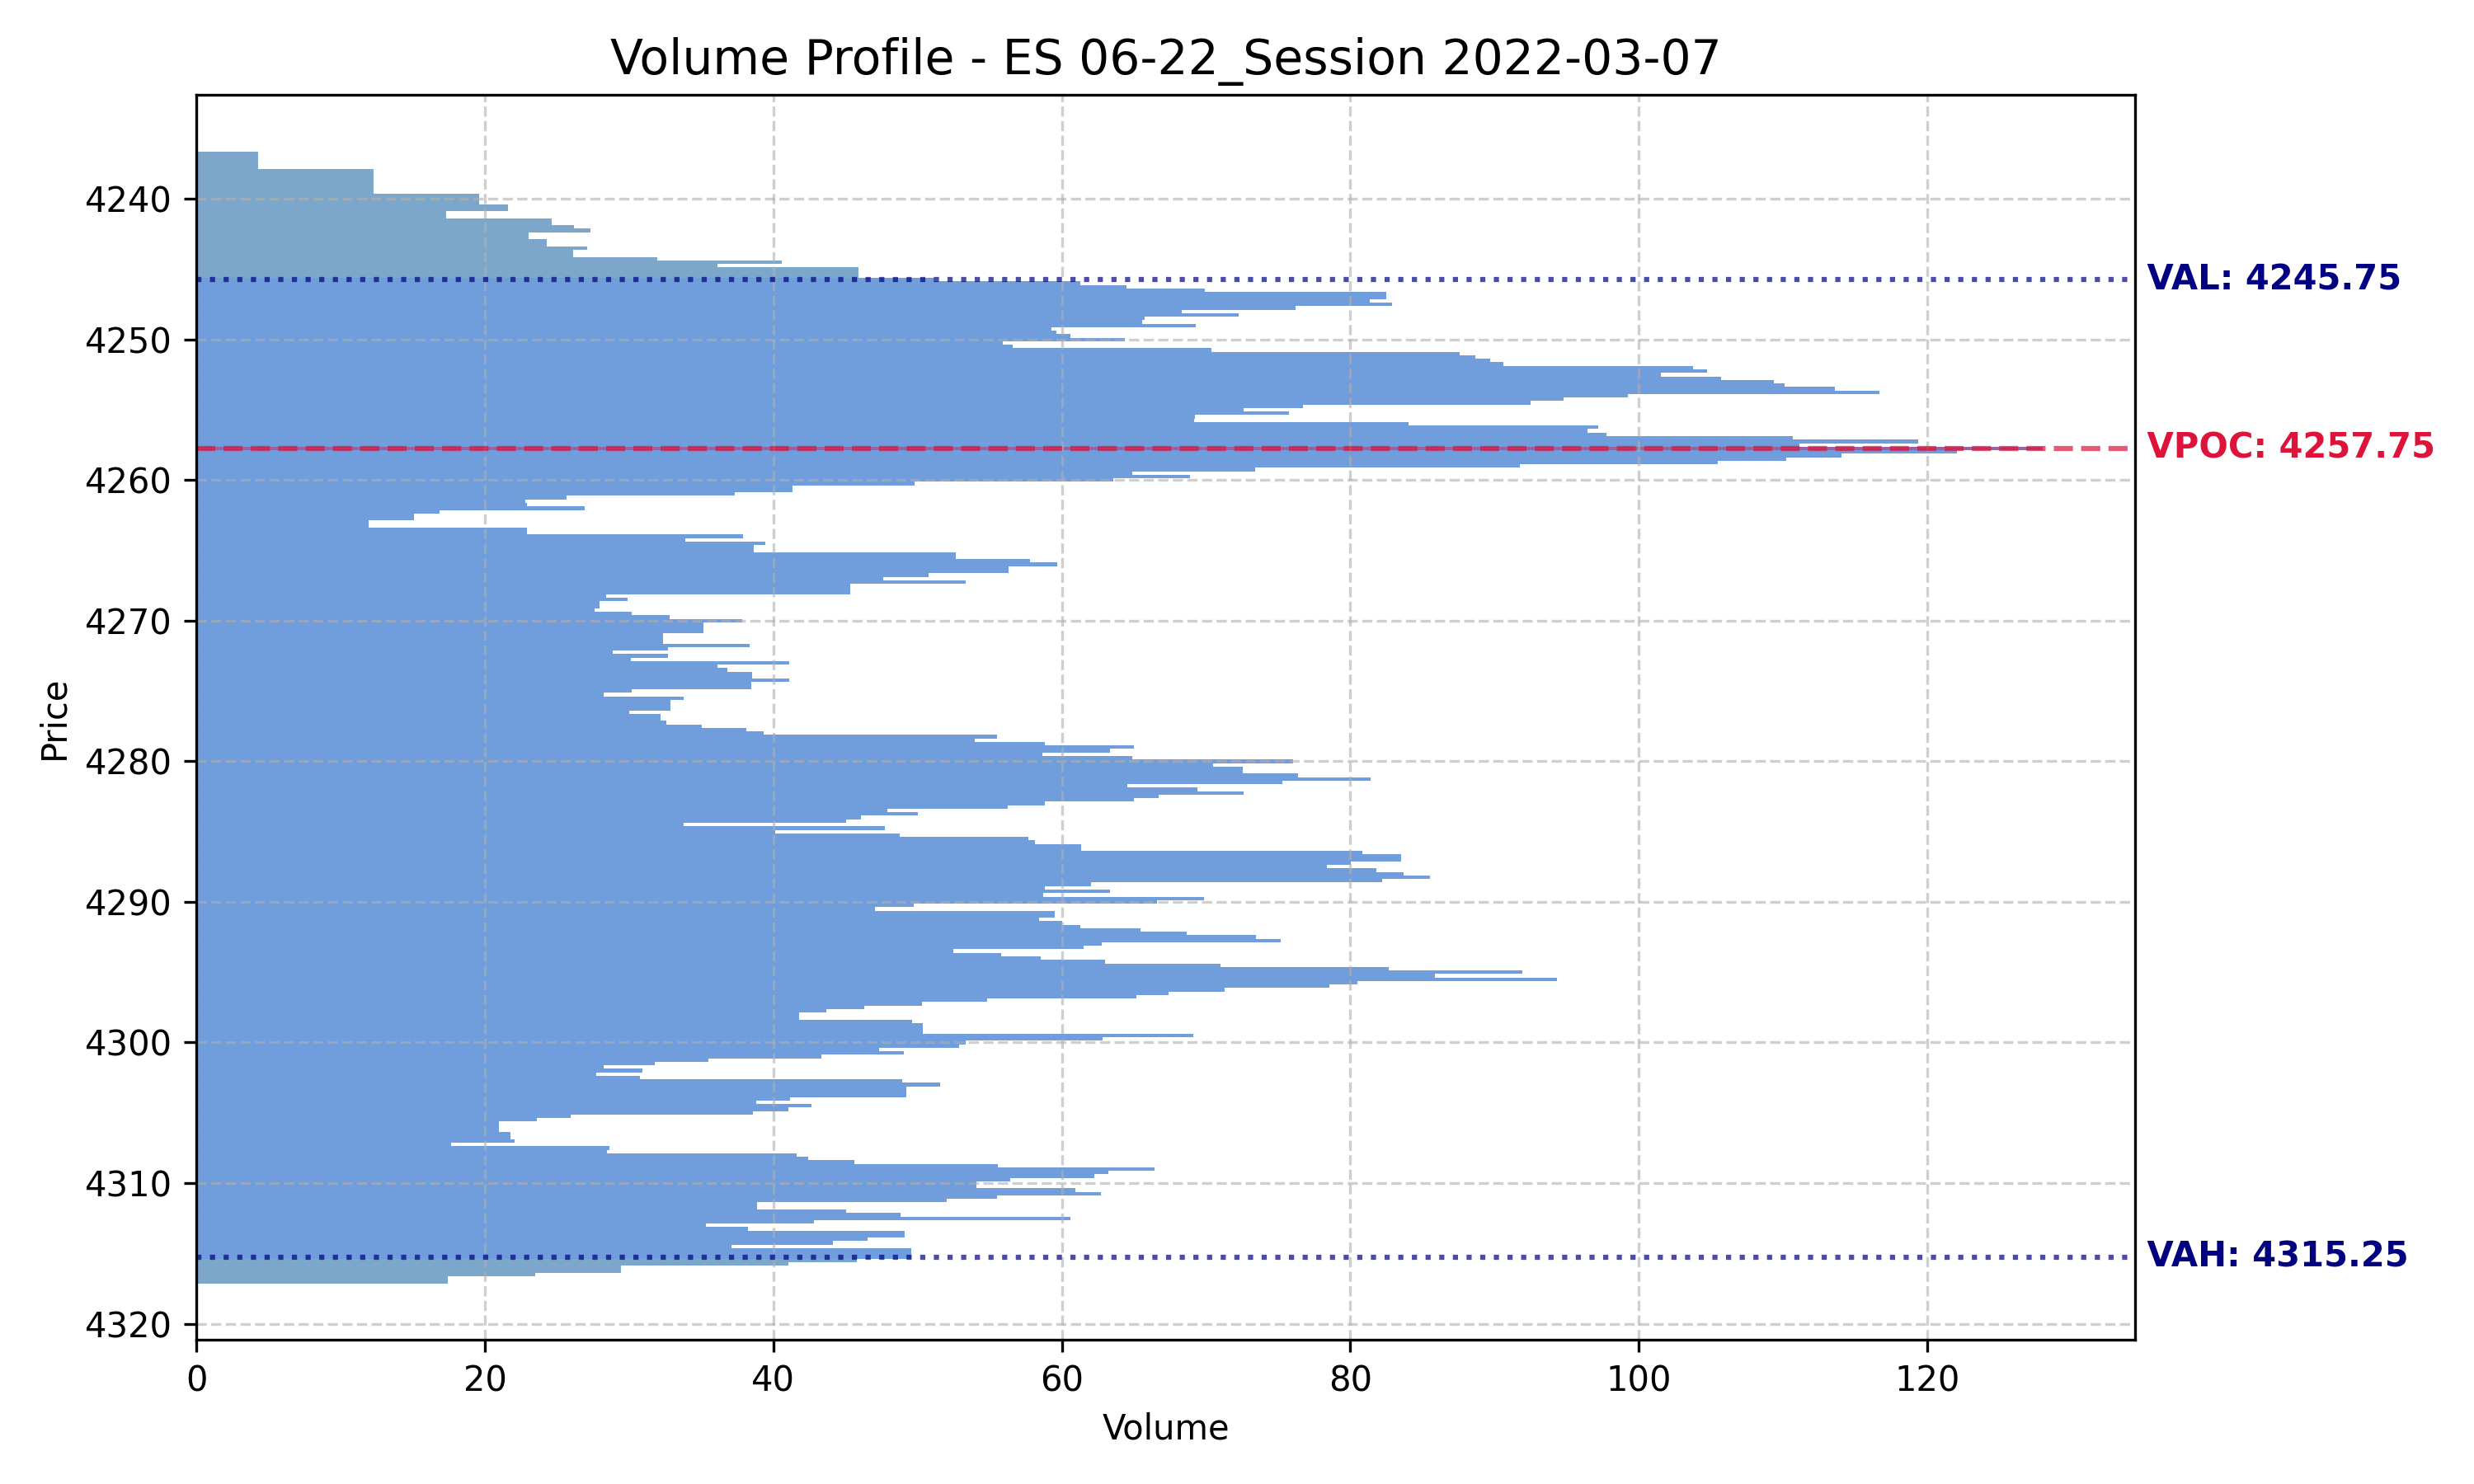 Volume Profile - ES 06-22_Session 2022-03-07
4240
VAL: 4245.75
4250
VPOC: 4257.75
4260
4270
Price
4280
4290
4300
4310
VAH: 4315.25
4320
0 20 40 60 80 100 120
Volume